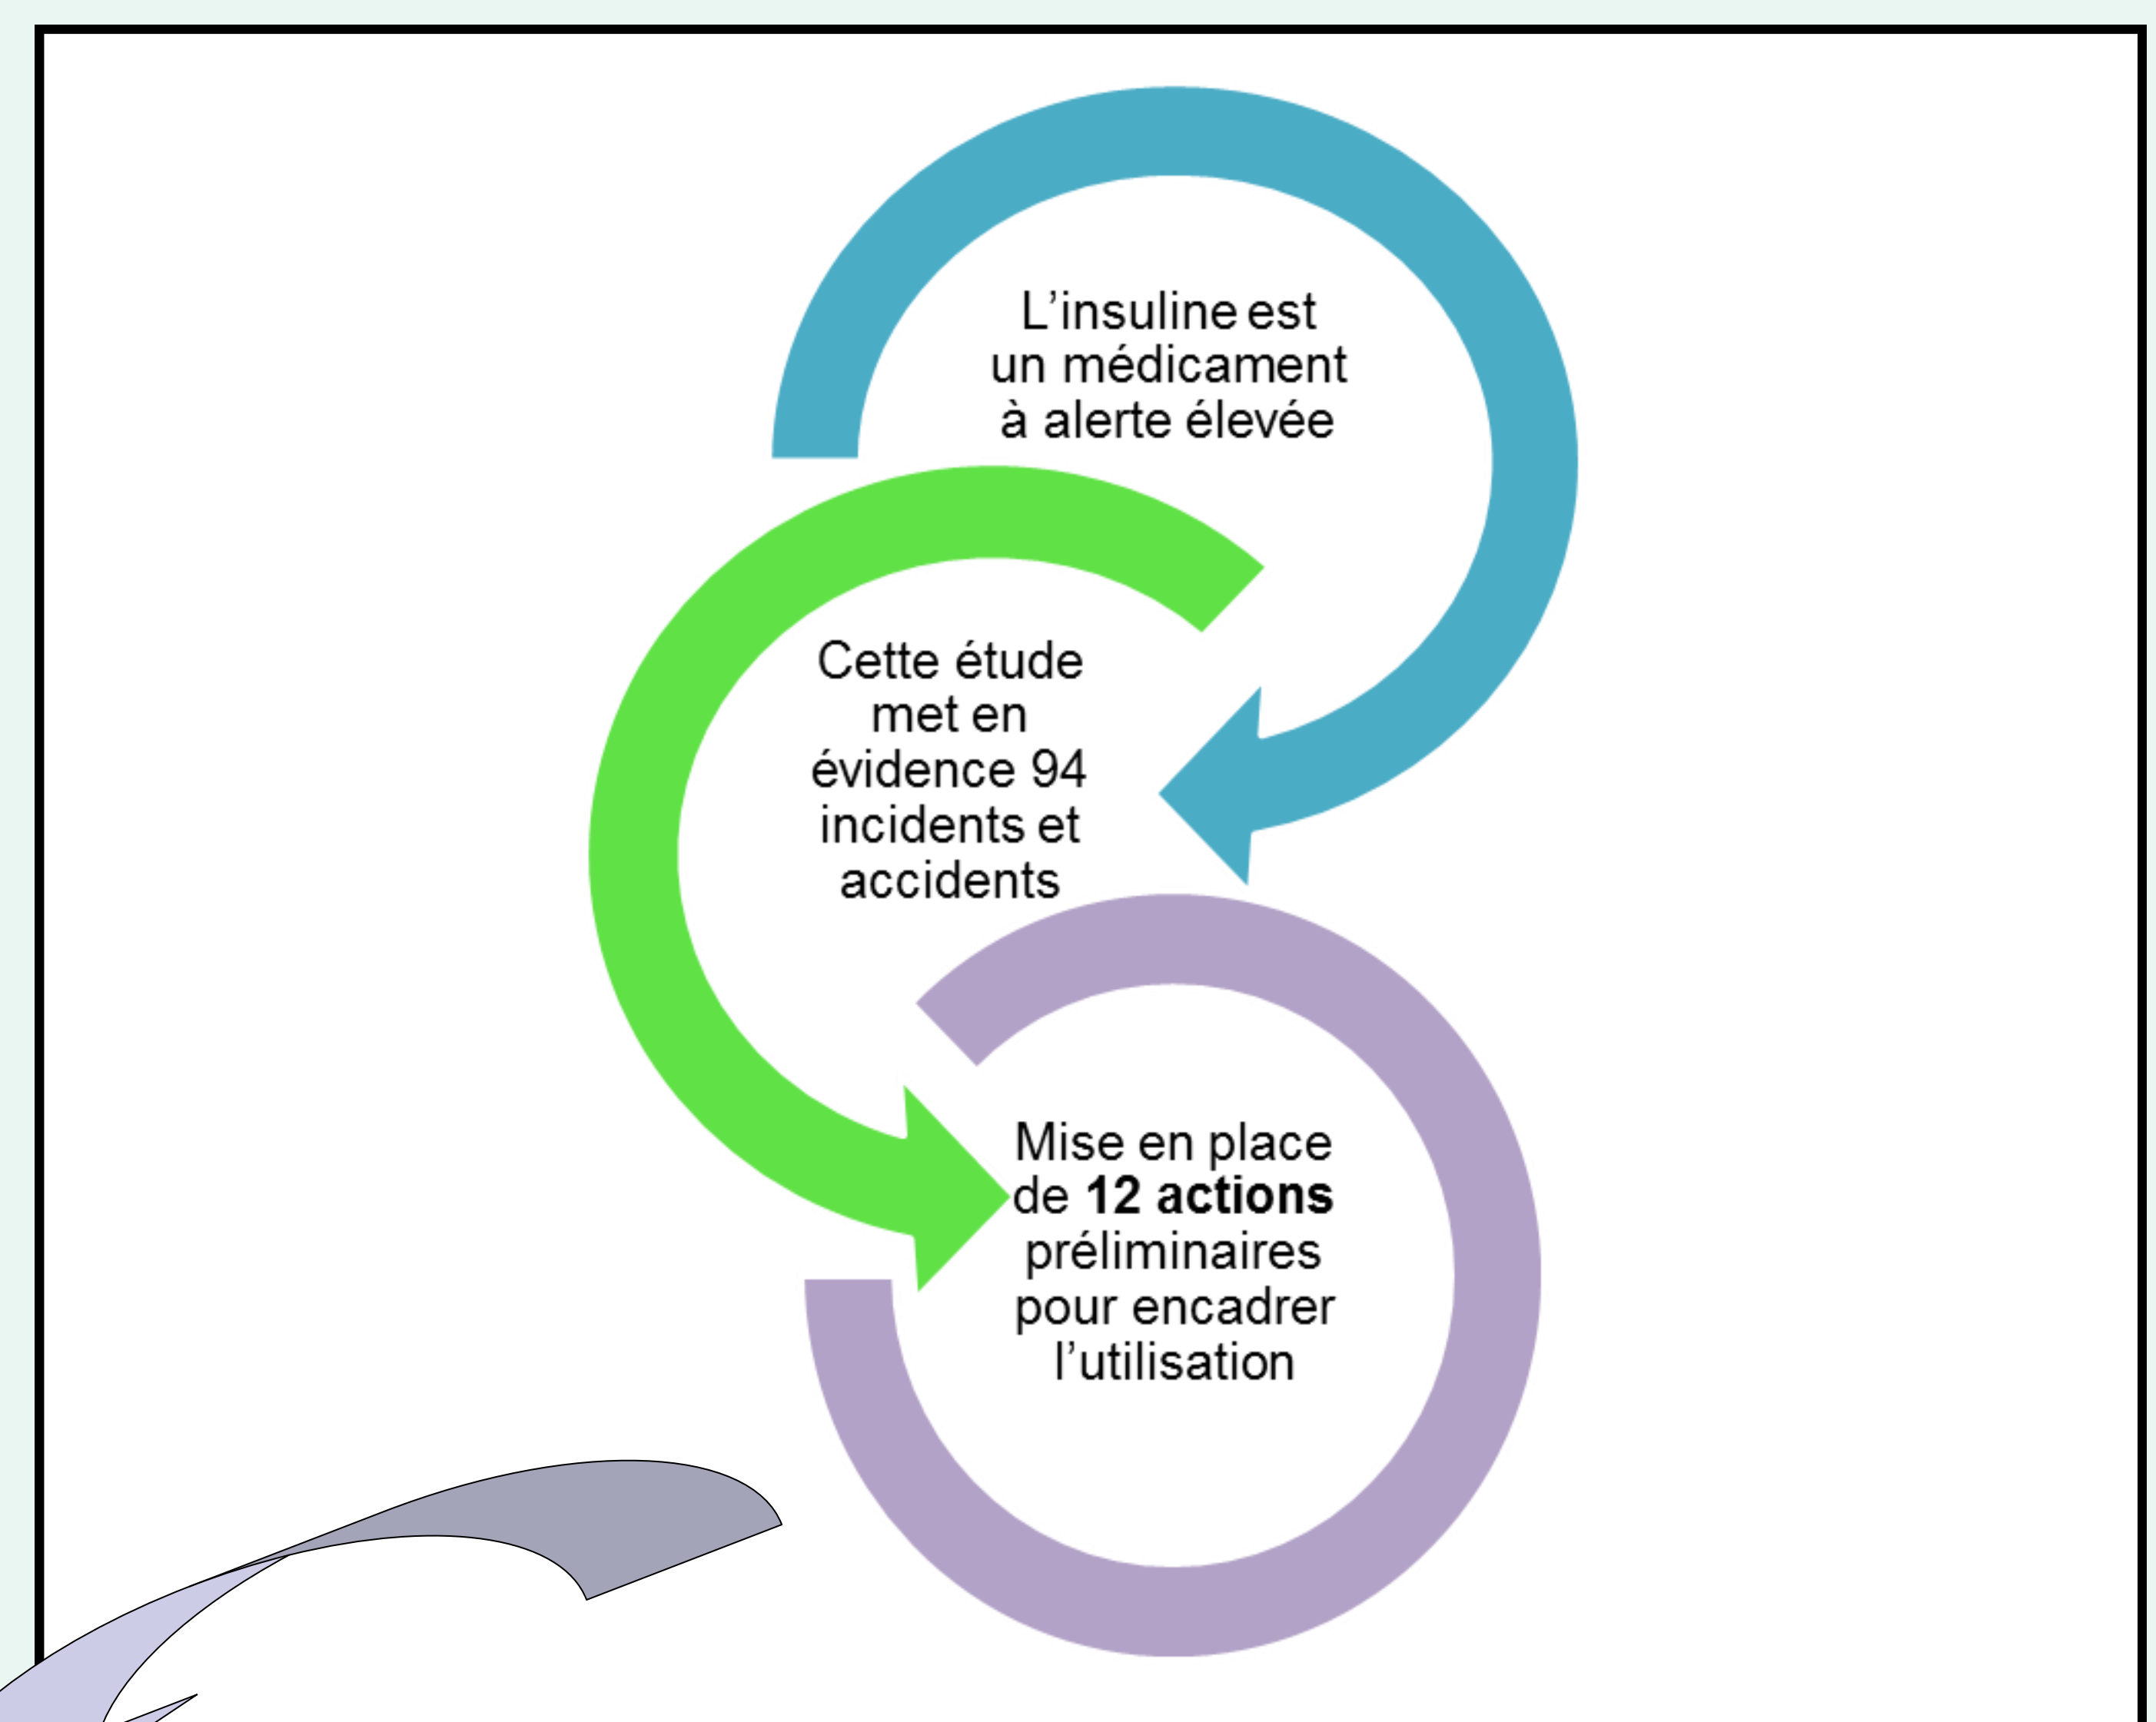 L’insuline est
un médicament
à alerte élevée
Cette étude
met en
évidence 94
incidents et
accidents
Mise en place
de 12 actions
préliminaires
pour encadrer
l’utilisation